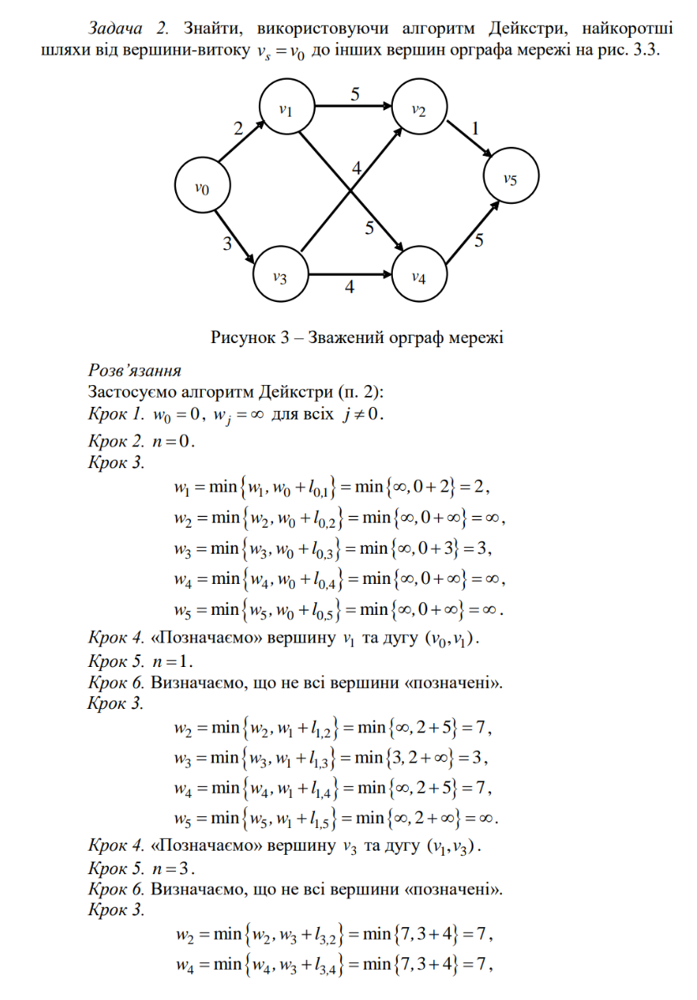 Задача 2. Знайти, використовуючи алгоритм Дейкстри, найкоротші
шляхи від вершини-витоку v_s = v_0 до інших вершин орграфа мережі на рис. 3.3.
5
v1
v2
2
1
4
v0
v5
3
5
5
v3
v4
4
Рисунок 3 – Зважений орграф мережі
Розв’язання
Застосуємо алгоритм Дейкстри (п. 2):
Крок 1. w_0 = 0, w_j = ∞ для всіх j ≠ 0.
Крок 2. n = 0.
Крок 3.
w_1 = min{w_1, w_0 + l_{0,1}} = min{∞, 0 + 2} = 2,
w_2 = min{w_2, w_0 + l_{0,2}} = min{∞, 0 + ∞} = ∞,
w_3 = min{w_3, w_0 + l_{0,3}} = min{∞, 0 + 3} = 3,
w_4 = min{w_4, w_0 + l_{0,4}} = min{∞, 0 + ∞} = ∞,
w_5 = min{w_5, w_0 + l_{0,5}} = min{∞, 0 + ∞} = ∞.
Крок 4. «Позначаємо» вершину v_1 та дугу (v_0, v_1).
Крок 5. n = 1.
Крок 6. Визначаємо, що не всі вершини «позначені».
Крок 3.
w_2 = min{w_2, w_1 + l_{1,2}} = min{∞, 2 + 5} = 7,
w_3 = min{w_3, w_1 + l_{1,3}} = min{3, 2 + ∞} = 3,
w_4 = min{w_4, w_1 + l_{1,4}} = min{∞, 2 + 5} = 7,
w_5 = min{w_5, w_1 + l_{1,5}} = min{∞, 2 + ∞} = ∞.
Крок 4. «Позначаємо» вершину v_3 та дугу (v_1, v_3).
Крок 5. n = 3.
Крок 6. Визначаємо, що не всі вершини «позначені».
Крок 3.
w_2 = min{w_2, w_3 + l_{3,2}} = min{7, 3 + 4} = 7,
w_4 = min{w_4, w_3 + l_{3,4}} = min{7, 3 + 4} = 7,